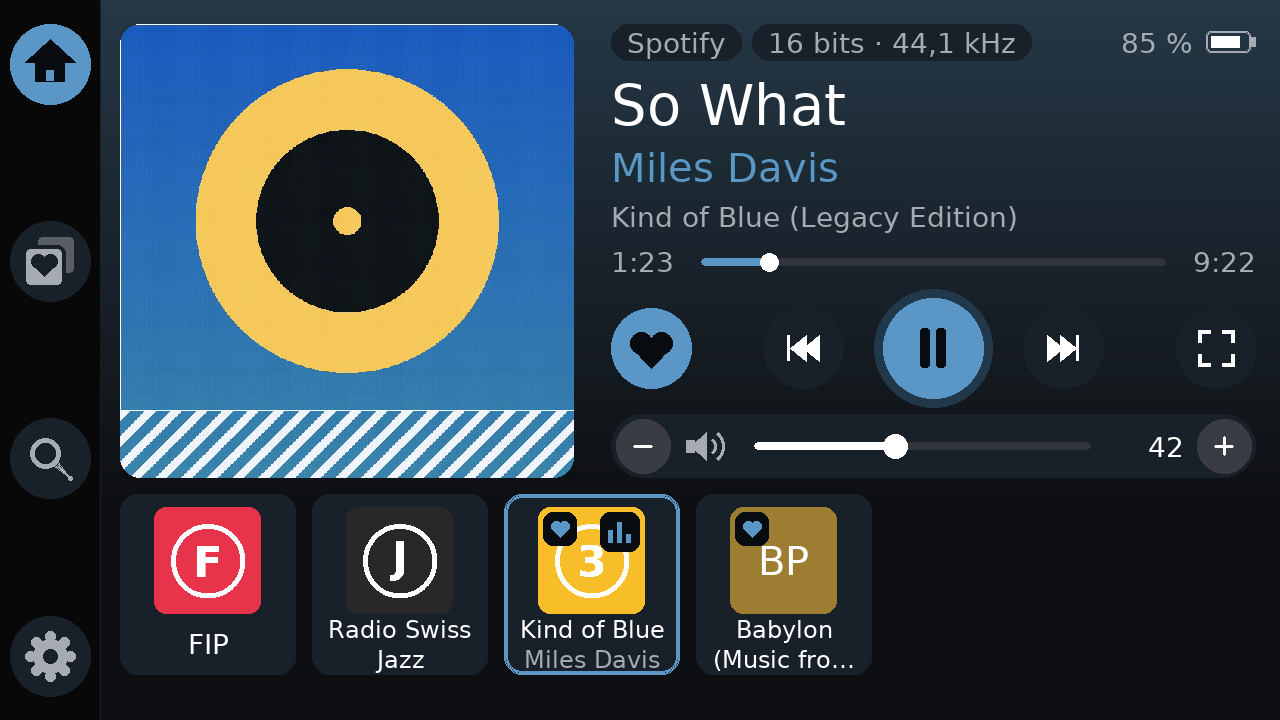 Spotify
16 bits · 44,1 kHz
85 %
So What
Miles Davis
Kind of Blue (Legacy Edition)
1:23
9:22
42
F
FIP
J
Radio Swiss
Jazz
3
Kind of Blue
Miles Davis
BP
Babylon
(Music fro…